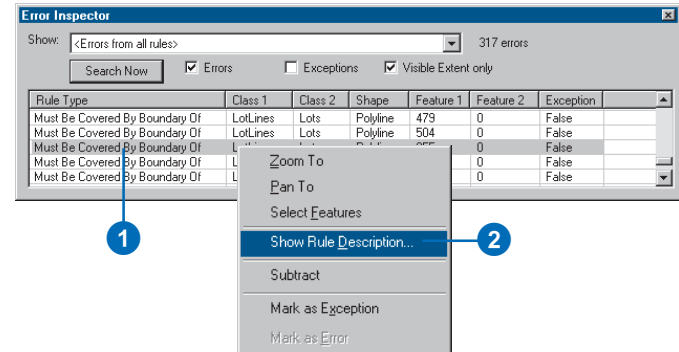 Error Inspector
Show: <Errors from all rules> 317 errors
Search Now Errors Exceptions Visible Extent only
Rule Type Class 1 Class 2 Shape Feature 1 Feature 2 Exception
Must Be Covered By Boundary Of LotLines Lots Polyline 479 0 False
Must Be Covered By Boundary Of LotLines Lots Polyline 504 0 False
Must Be Covered By Boundary Of 0 False
Must Be Covered By Boundary Of 0 False
Must Be Covered By Boundary Of 0 False
Zoom To
Pan To
Select Features
Show Rule Description...
Subtract
Mark as Exception
Mark as Error
1
2